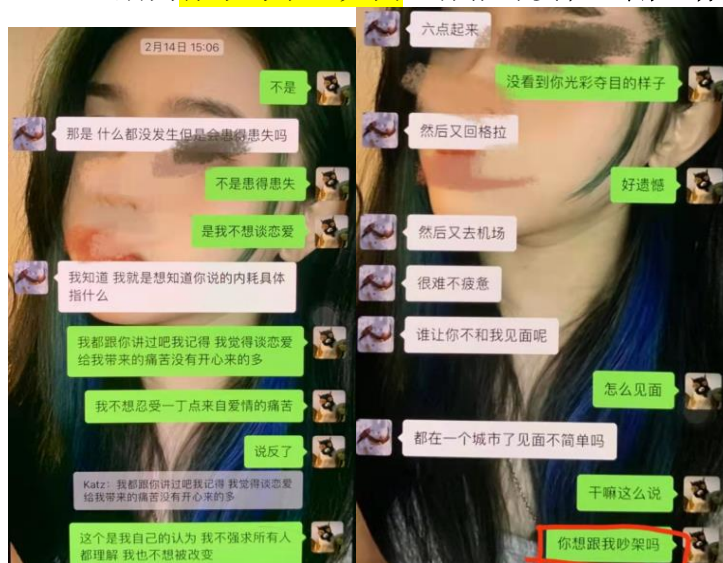 2月14日 15:06
不是
那是 什么都没发生但是会患得患失吗
不是患得患失
是我不想谈恋爱
我知道 我就是想知道你说的内耗具体
指什么
我都跟你讲过吧我记得 我觉得谈恋爱
给我带来的痛苦没有开心来的多
我不想忍受一丁点来自爱情的痛苦
说反了
Katz：我都跟你讲过吧我记得 我觉得谈恋爱
给我带来的痛苦没有开心来的多
这个是我自己的认为 我不强求所有人
都理解 我也不想被改变
六点起来
没看到你光彩夺目的样子
然后又回格拉
好遗憾
然后又去机场
很难不疲惫
谁让你不和我见面呢
怎么见面
都在一个城市了见面不简单吗
干嘛这么说
你想跟我吵架吗